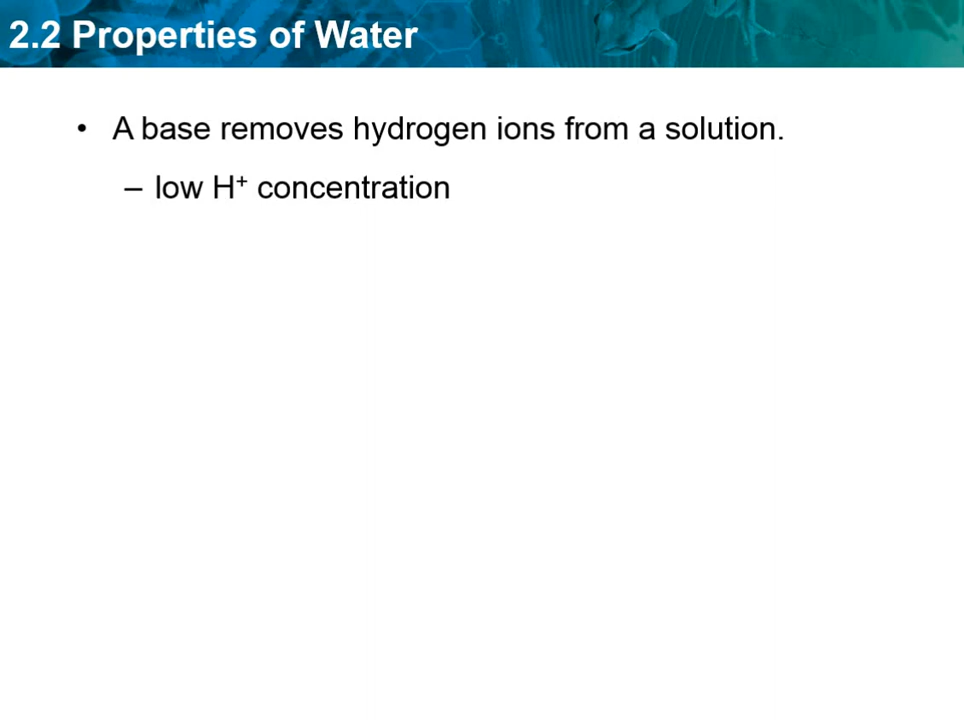 2.2 Properties of Water
• A base removes hydrogen ions from a solution.
– low H⁺ concentration